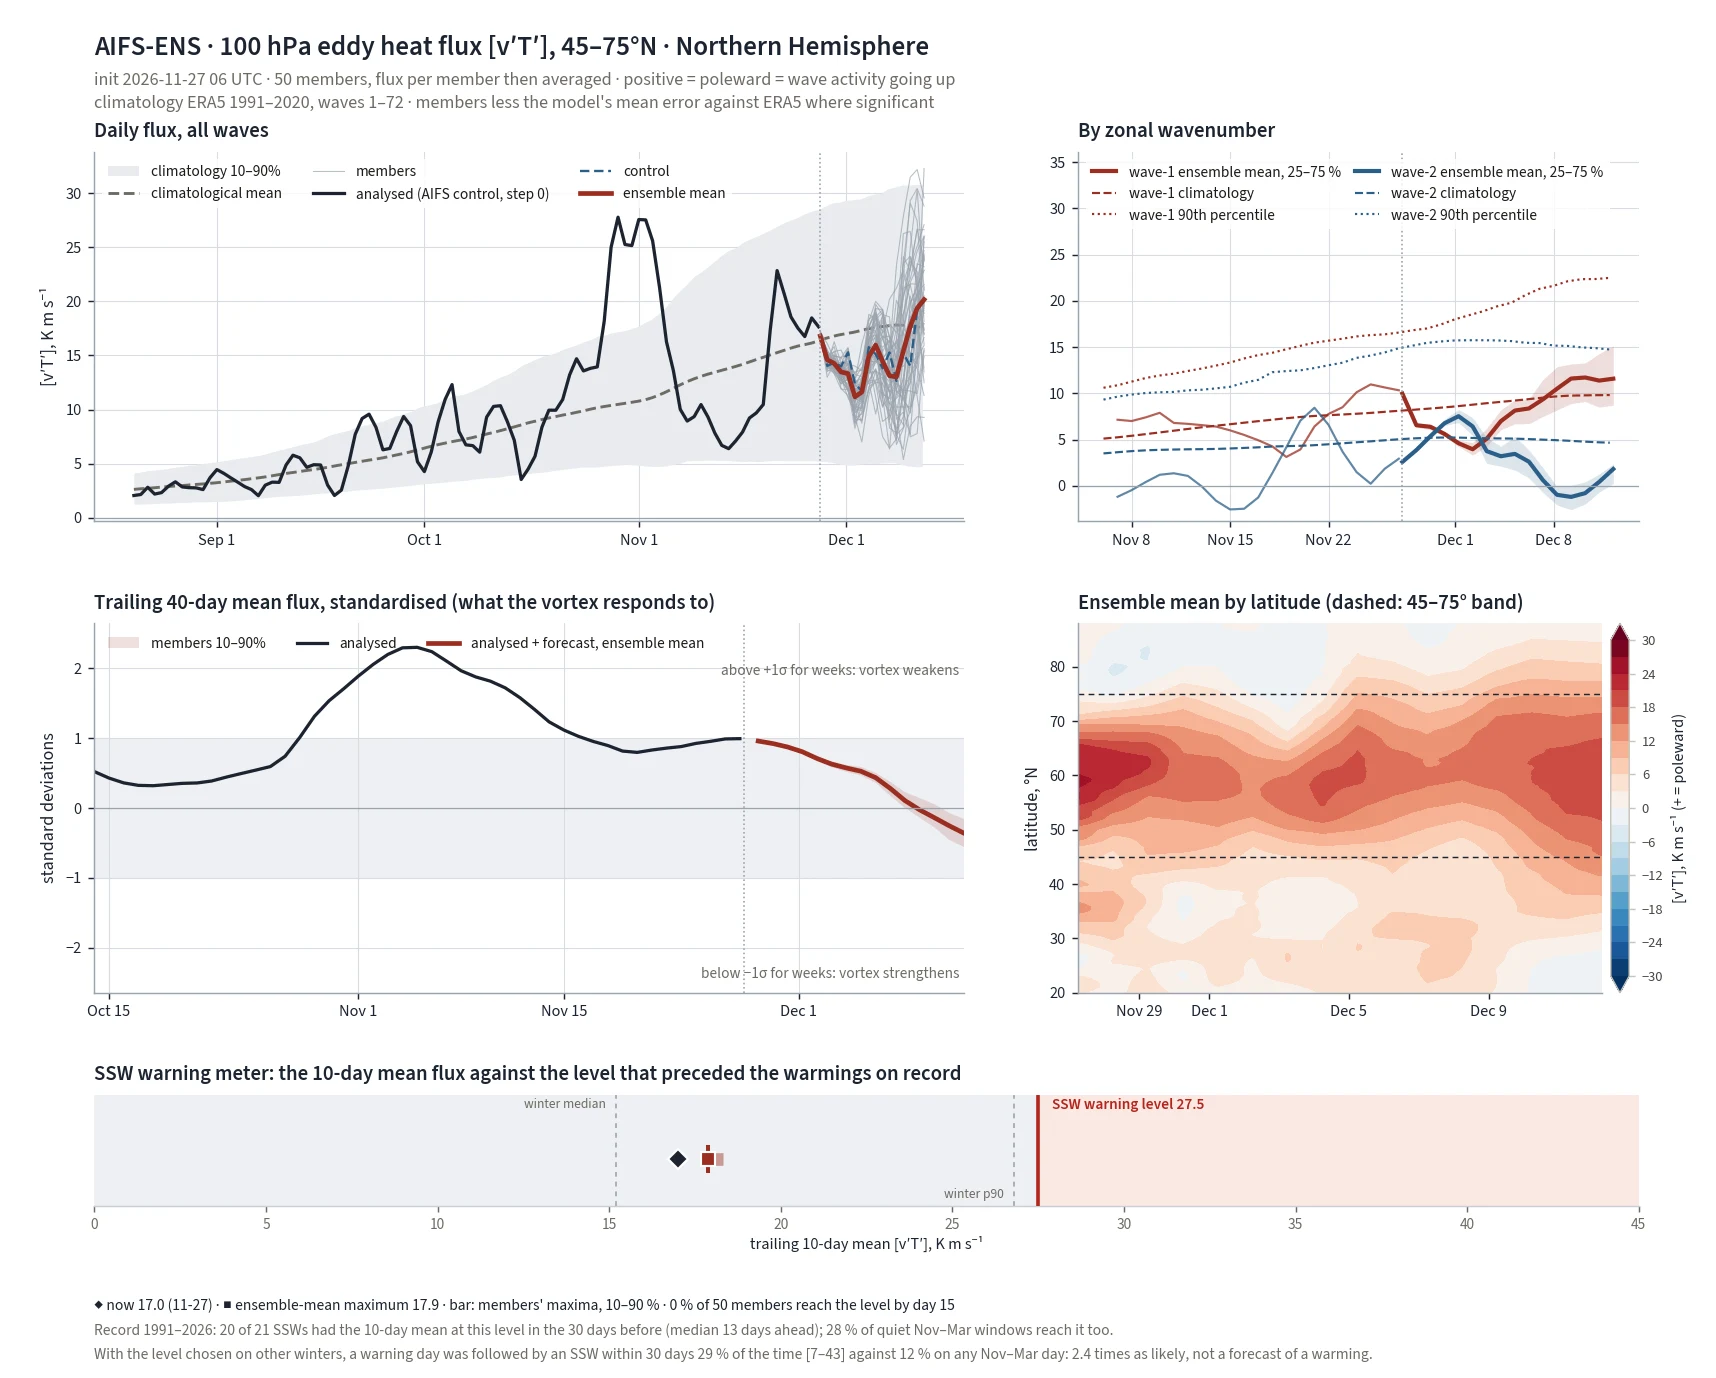 AIFS-ENS · 100 hPa eddy heat flux [v′T′], 45–75°N · Northern Hemisphere
init 2026-11-27 06 UTC · 50 members, flux per member then averaged · positive = poleward = wave activity going up
climatology ERA5 1991–2020, waves 1–72 · members less the model's mean error against ERA5 where significant
Daily flux, all waves
climatology 10–90%
members
control
climatological mean
analysed (AIFS control, step 0)
ensemble mean
30
25
20
15
10
5
0
[v′T′], K m s⁻¹
Sep 1
Oct 1
Nov 1
Dec 1
By zonal wavenumber
wave-1 ensemble mean, 25–75 %
wave-2 ensemble mean, 25–75 %
wave-1 climatology
wave-2 climatology
wave-1 90th percentile
wave-2 90th percentile
35
30
25
20
15
10
5
0
Nov 8
Nov 15
Nov 22
Dec 1
Dec 8
Trailing 40-day mean flux, standardised (what the vortex responds to)
members 10–90%
analysed
analysed + forecast, ensemble mean
above +1σ for weeks: vortex weakens
below −1σ for weeks: vortex strengthens
2
1
0
−1
−2
standard deviations
Oct 15
Nov 1
Nov 15
Dec 1
Ensemble mean by latitude (dashed: 45–75° band)
80
70
60
50
40
30
20
latitude, °N
Nov 29
Dec 1
Dec 5
Dec 9
30
24
18
12
6
0
−6
−12
−18
−24
−30
[v′T′], K m s⁻¹ (+ = poleward)
SSW warning meter: the 10-day mean flux against the level that preceded the warmings on record
winter median
SSW warning level 27.5
winter p90
0
5
10
15
20
25
30
35
40
45
trailing 10-day mean [v′T′], K m s⁻¹
◆ now 17.0 (11-27) · ■ ensemble-mean maximum 17.9 · bar: members' maxima, 10–90 % · 0 % of 50 members reach the level by day 15
Record 1991–2026: 20 of 21 SSWs had the 10-day mean at this level in the 30 days before (median 13 days ahead); 28 % of quiet Nov–Mar windows reach it too.
With the level chosen on other winters, a warning day was followed by an SSW within 30 days 29 % of the time [7–43] against 12 % on any Nov–Mar day: 2.4 times as likely, not a forecast of a warming.